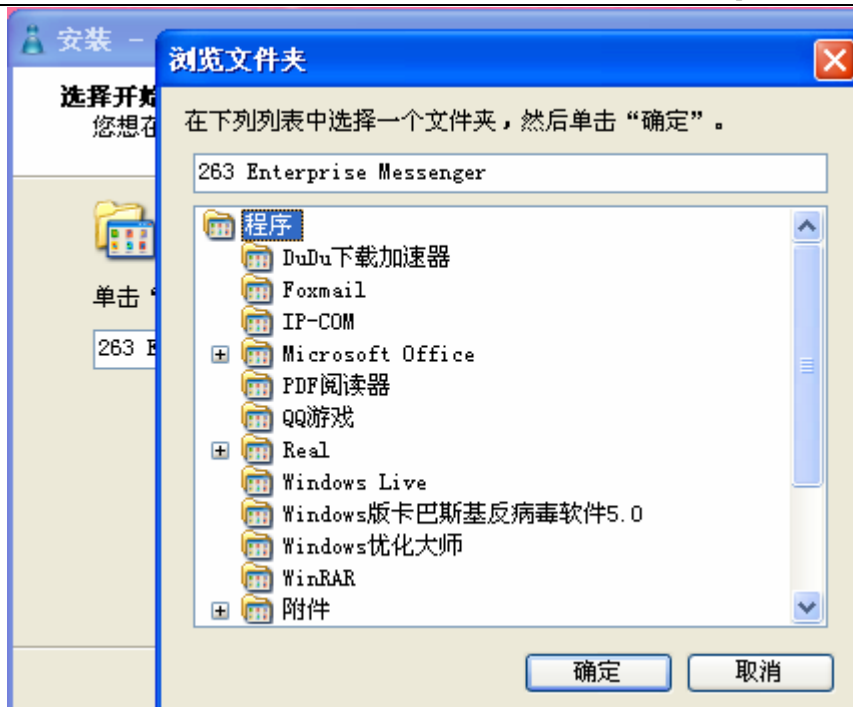 安装 -
浏览文件夹
选择开始
您想在
在下列列表中选择一个文件夹，然后单击“确定”。
263 Enterprise Messenger
程序
DuDu下载加速器
Foxmail
单击“
IP-COM
263 E
Microsoft Office
PDF阅读器
QQ游戏
Real
Windows Live
Windows版卡巴斯基反病毒软件5.0
Windows优化大师
WinRAR
附件
确定 取消